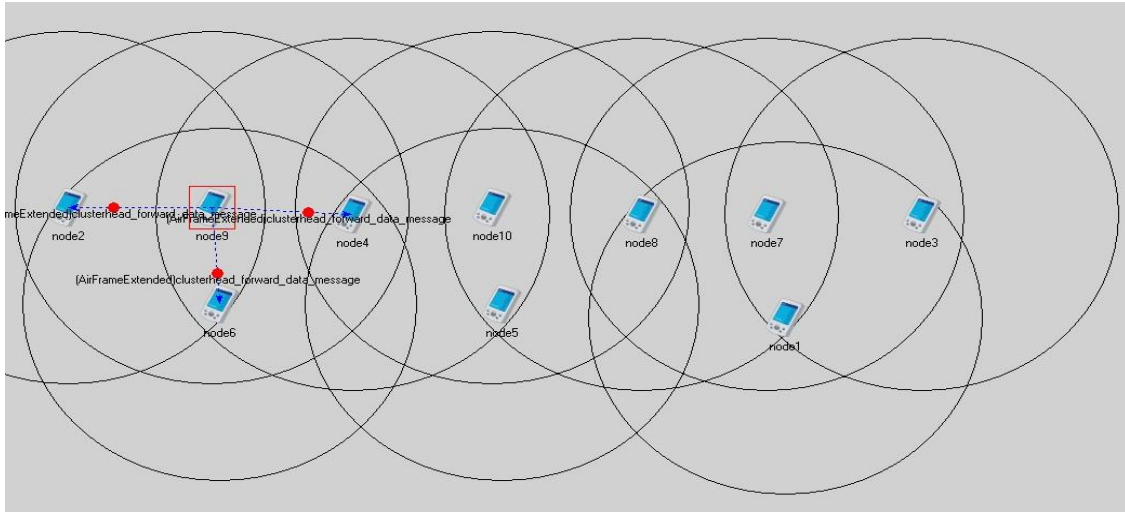 meExtended)clusterhead_forward_data_message
(AirFrameExtended)clusterhead_forward_data_message
node2
node9
node4
node10
node8
node7
node3
(AirFrameExtended)clusterhead_forward_data_message
node6
node5
node1